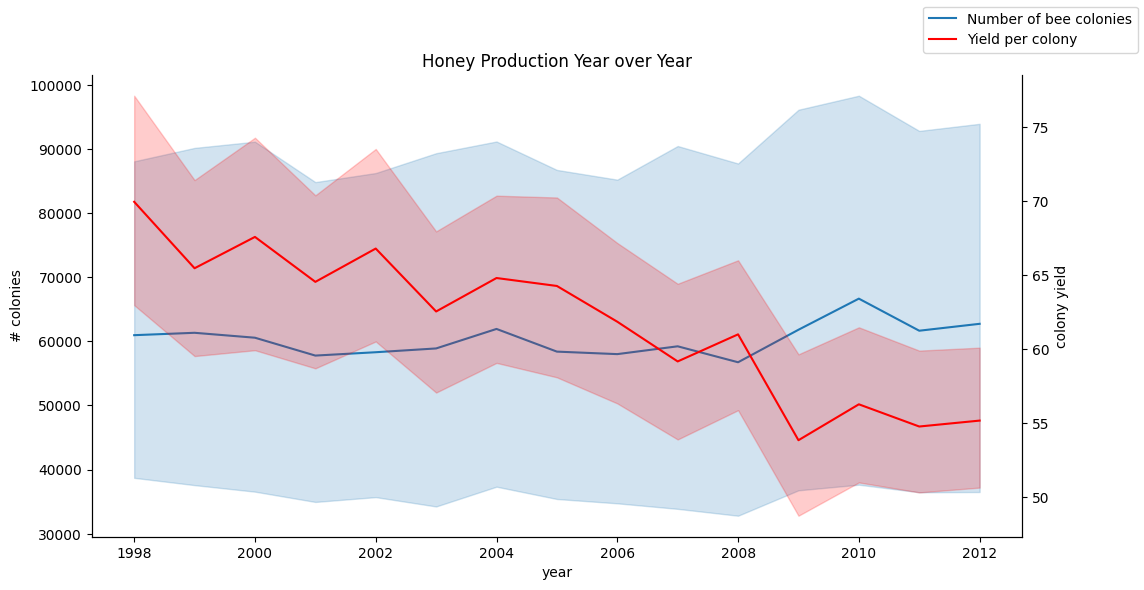 Number of bee colonies
Yield per colony
Honey Production Year over Year
100000
90000
80000
70000
60000
50000
40000
30000
# colonies
75
70
65
60
55
50
colony yield
1998 2000 2002 2004 2006 2008 2010 2012
year